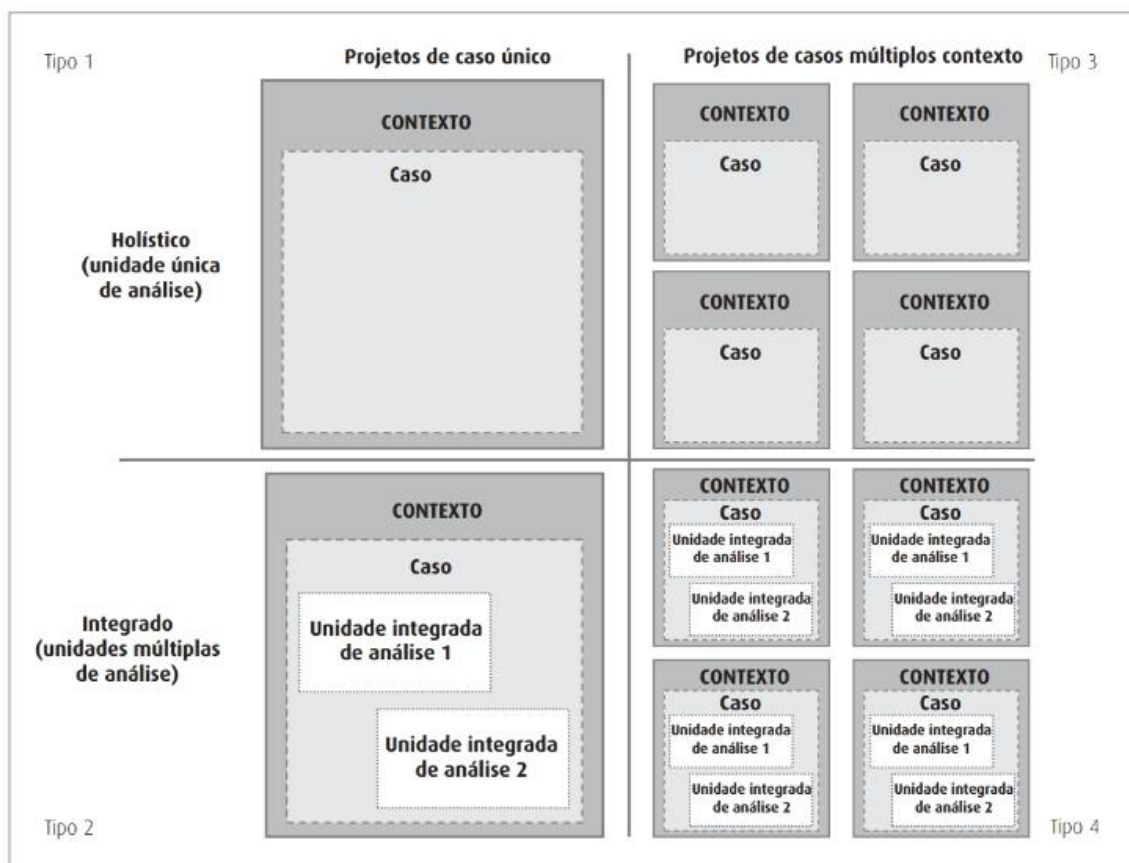 Tipo 1
Projetos de caso único
Projetos de casos múltiplos contexto
Tipo 3
CONTEXTO
Caso
Holístico
(unidade única
de análise)
CONTEXTO
Caso
CONTEXTO
Caso
CONTEXTO
Caso
CONTEXTO
Caso
Integrado
(unidades múltiplas
de análise)
CONTEXTO
Caso
Unidade integrada
de análise 1
Unidade integrada
de análise 2
CONTEXTO
Caso
Unidade integrada
de análise 1
Unidade integrada
de análise 2
CONTEXTO
Caso
Unidade integrada
de análise 1
Unidade integrada
de análise 2
CONTEXTO
Caso
Unidade integrada
de análise 1
Unidade integrada
de análise 2
CONTEXTO
Caso
Unidade integrada
de análise 1
Unidade integrada
de análise 2
Tipo 2
Tipo 4